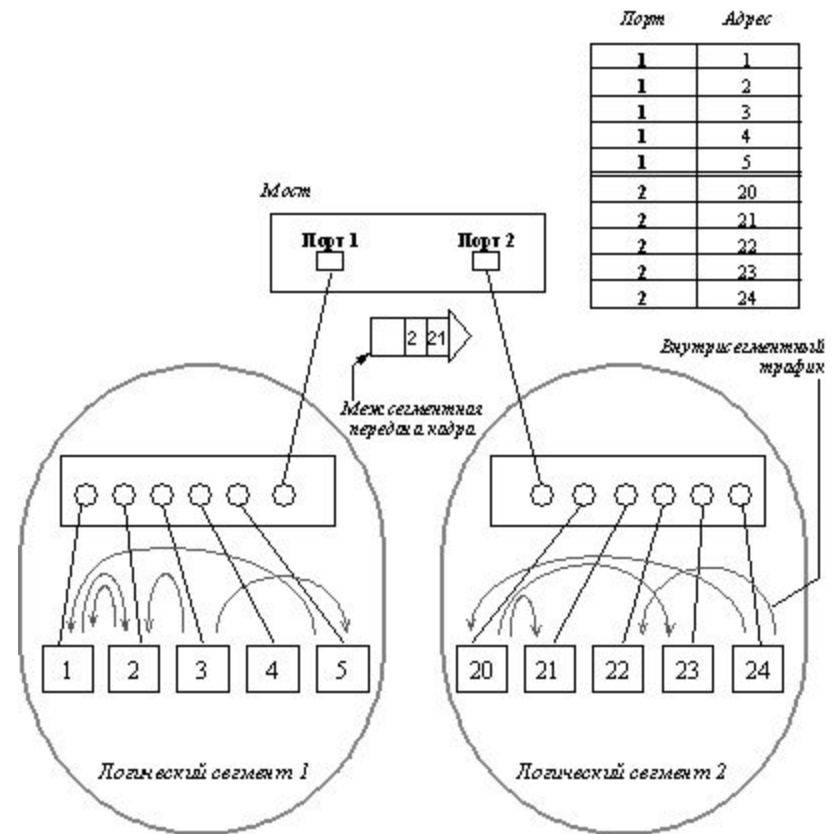 Порт Адрес
1 1
1 2
1 3
1 4
1 5
2 20
2 21
2 22
2 23
2 24
Мост
Порт 1 Порт 2
2 21
Внутрисегментный
трафик
Межсегментная
передача кадра
1 2 3 4 5
20 21 22 23 24
Логический сегмент 1
Логический сегмент 2